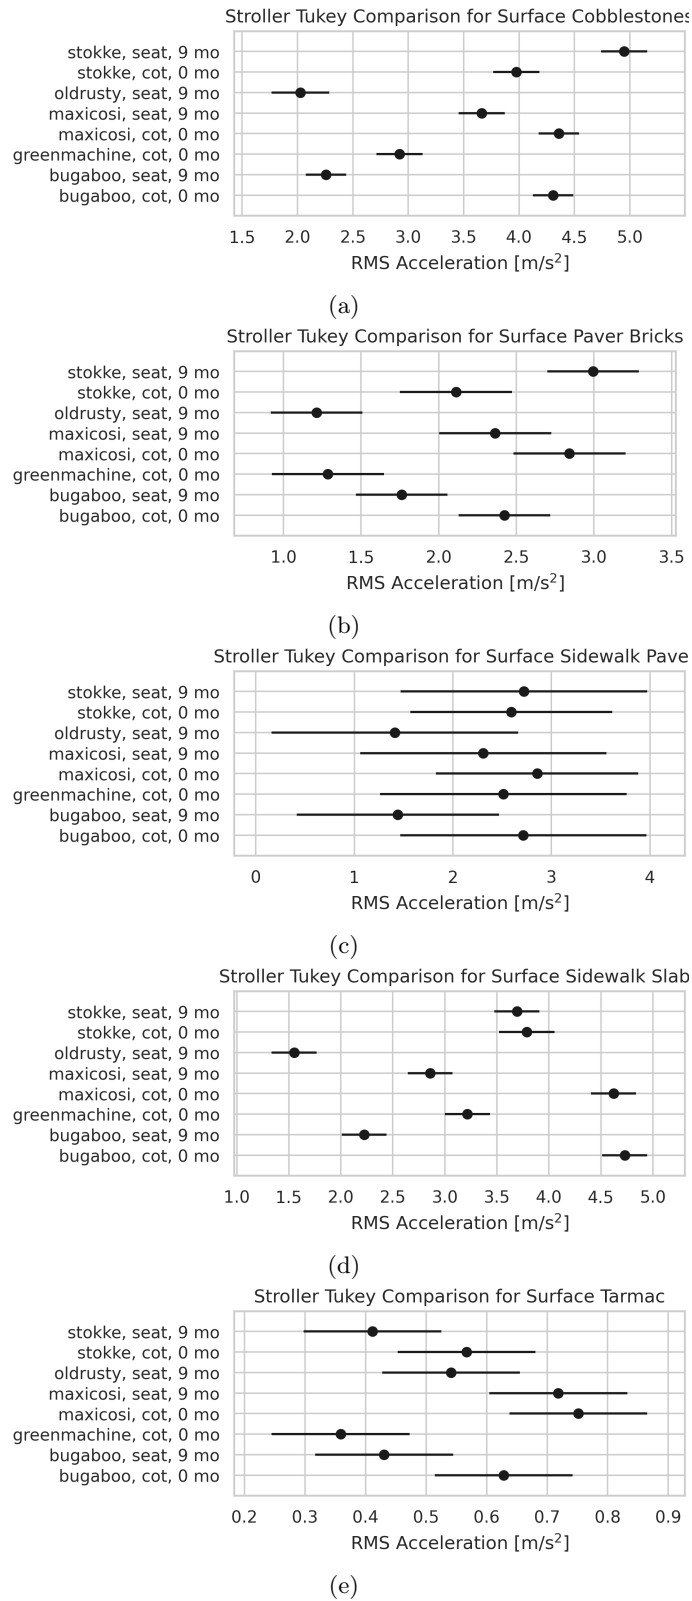 Stroller Tukey Comparison for Surface Cobblestones
stokke, seat, 9 mo
stokke, cot, 0 mo
oldrusty, seat, 9 mo
maxicosi, seat, 9 mo
maxicosi, cot, 0 mo
greenmachine, cot, 0 mo
bugaboo, seat, 9 mo
bugaboo, cot, 0 mo
1.5 2.0 2.5 3.0 3.5 4.0 4.5 5.0
RMS Acceleration [m/s²]
(a)
Stroller Tukey Comparison for Surface Paver Bricks
stokke, seat, 9 mo
stokke, cot, 0 mo
oldrusty, seat, 9 mo
maxicosi, seat, 9 mo
maxicosi, cot, 0 mo
greenmachine, cot, 0 mo
bugaboo, seat, 9 mo
bugaboo, cot, 0 mo
1.0 1.5 2.0 2.5 3.0 3.5
RMS Acceleration [m/s²]
(b)
Stroller Tukey Comparison for Surface Sidewalk Pave
stokke, seat, 9 mo
stokke, cot, 0 mo
oldrusty, seat, 9 mo
maxicosi, seat, 9 mo
maxicosi, cot, 0 mo
greenmachine, cot, 0 mo
bugaboo, seat, 9 mo
bugaboo, cot, 0 mo
0 1 2 3 4
RMS Acceleration [m/s²]
(c)
Stroller Tukey Comparison for Surface Sidewalk Slab
stokke, seat, 9 mo
stokke, cot, 0 mo
oldrusty, seat, 9 mo
maxicosi, seat, 9 mo
maxicosi, cot, 0 mo
greenmachine, cot, 0 mo
bugaboo, seat, 9 mo
bugaboo, cot, 0 mo
1.0 1.5 2.0 2.5 3.0 3.5 4.0 4.5 5.0
RMS Acceleration [m/s²]
(d)
Stroller Tukey Comparison for Surface Tarmac
stokke, seat, 9 mo
stokke, cot, 0 mo
oldrusty, seat, 9 mo
maxicosi, seat, 9 mo
maxicosi, cot, 0 mo
greenmachine, cot, 0 mo
bugaboo, seat, 9 mo
bugaboo, cot, 0 mo
0.2 0.3 0.4 0.5 0.6 0.7 0.8 0.9
RMS Acceleration [m/s²]
(e)